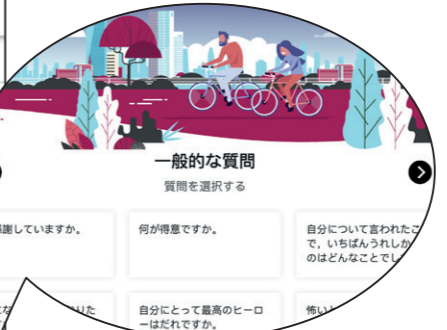 一般的な質問
質問を選択する
謝していますか。
何が得意ですか。
自分について言われたこ
で，いちばんうれしか
のはどんなことでし
自分にとって最高のヒーロ
ーはだれですか。
怖い